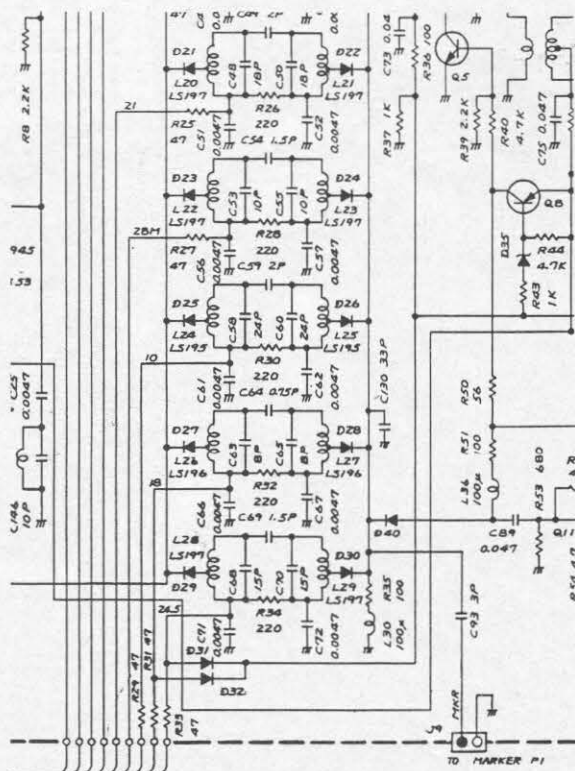 47
0.0
2P
D21
D22
C48
18P
C50
18P
C73 0.04
R36 100
Q5
R8 2.2K
L20
LS197
L21
LS197
R26
220
21
R25
47
C51
0.0047
C52
0.0047
C54 1.5P
R37 1K
R39 2.2K
R40
4.7K
C75 0.047
D23
D24
C53
10P
C55
10P
L22
LS197
L23
LS197
R28
220
28M
R27
47
C56
0.0047
C57
0.0047
C59 2P
Q8
D35
R44
4.7K
R43
1K
945
D25
D26
C58
24P
C60
24P
L24
LS195
L25
LS195
R30
220
10
C61
0.0047
C62
0.0047
C64 0.75P
C130 33P
C25
0.0047
R50
56
D27
D28
C63
8P
C65
8P
L26
LS196
L27
LS196
R32
220
18
C66
0.0047
C67
0.0047
C69 1.5P
R51
100
L36
100μ
R53 680
C146
10P
D40
C89
0.047
Q11
L28
LS197
D29
D30
L29
LS197
C68
15P
C70
15P
R34
220
R35
100
L30
100μ
C93 3P
24.5
C71
0.0047
C72
0.0047
D31
D32
R29 47
R31 47
R33
47
J4
MKR
TO MARKER P1